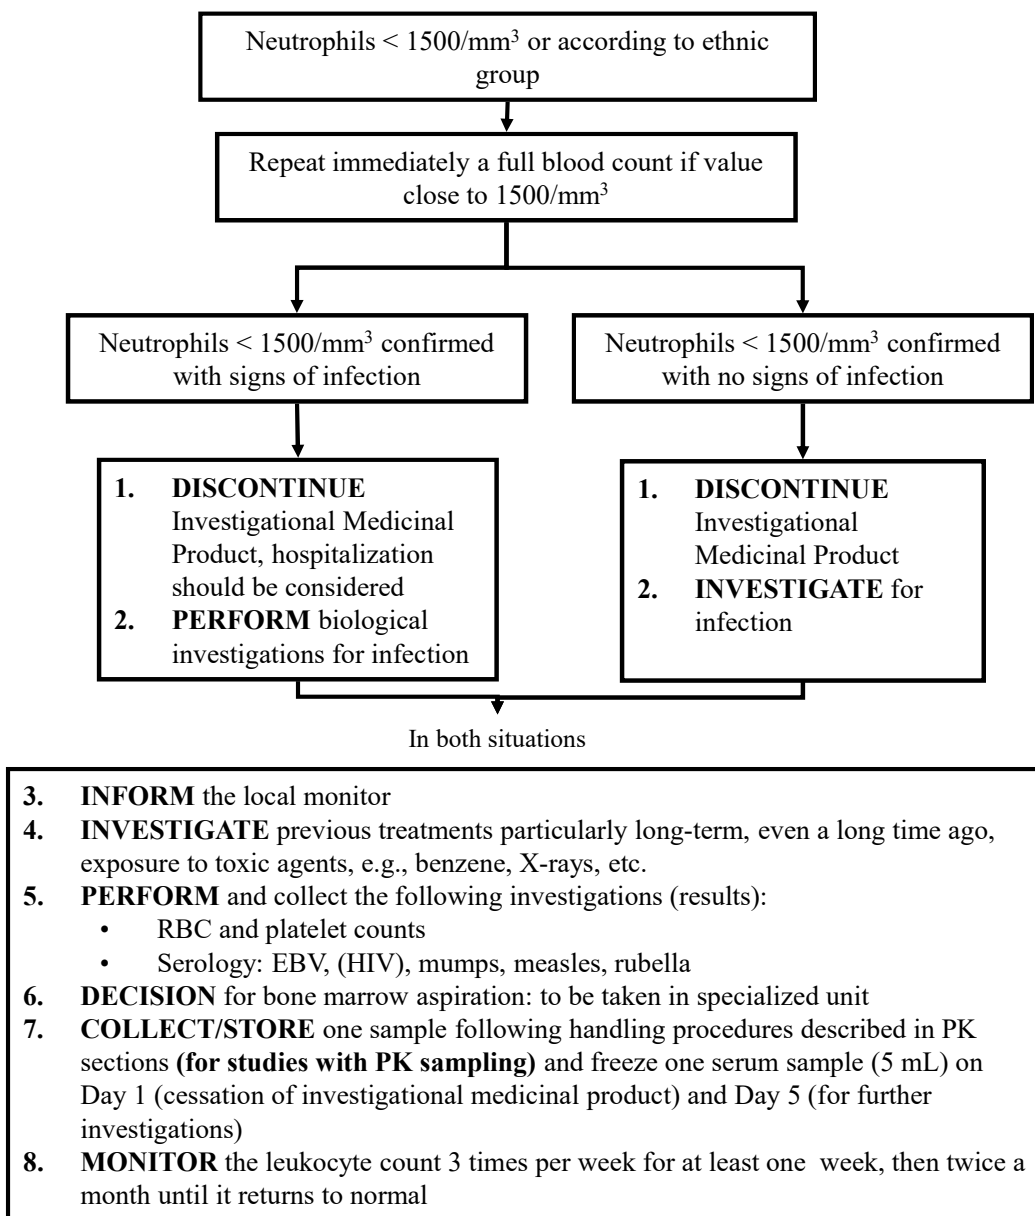 Neutrophils < 1500/mm³ or according to ethnic
group
Repeat immediately a full blood count if value
close to 1500/mm³
Neutrophils < 1500/mm³ confirmed
with signs of infection
Neutrophils < 1500/mm³ confirmed
with no signs of infection
1. DISCONTINUE
Investigational Medicinal
Product, hospitalization
should be considered
2. PERFORM biological
investigations for infection
1. DISCONTINUE
Investigational
Medicinal Product
2. INVESTIGATE for
infection
In both situations
3. INFORM the local monitor
4. INVESTIGATE previous treatments particularly long-term, even a long time ago,
exposure to toxic agents, e.g., benzene, X-rays, etc.
5. PERFORM and collect the following investigations (results):
• RBC and platelet counts
• Serology: EBV, (HIV), mumps, measles, rubella
6. DECISION for bone marrow aspiration: to be taken in specialized unit
7. COLLECT/STORE one sample following handling procedures described in PK
sections (for studies with PK sampling) and freeze one serum sample (5 mL) on
Day 1 (cessation of investigational medicinal product) and Day 5 (for further
investigations)
8. MONITOR the leukocyte count 3 times per week for at least one week, then twice a
month until it returns to normal